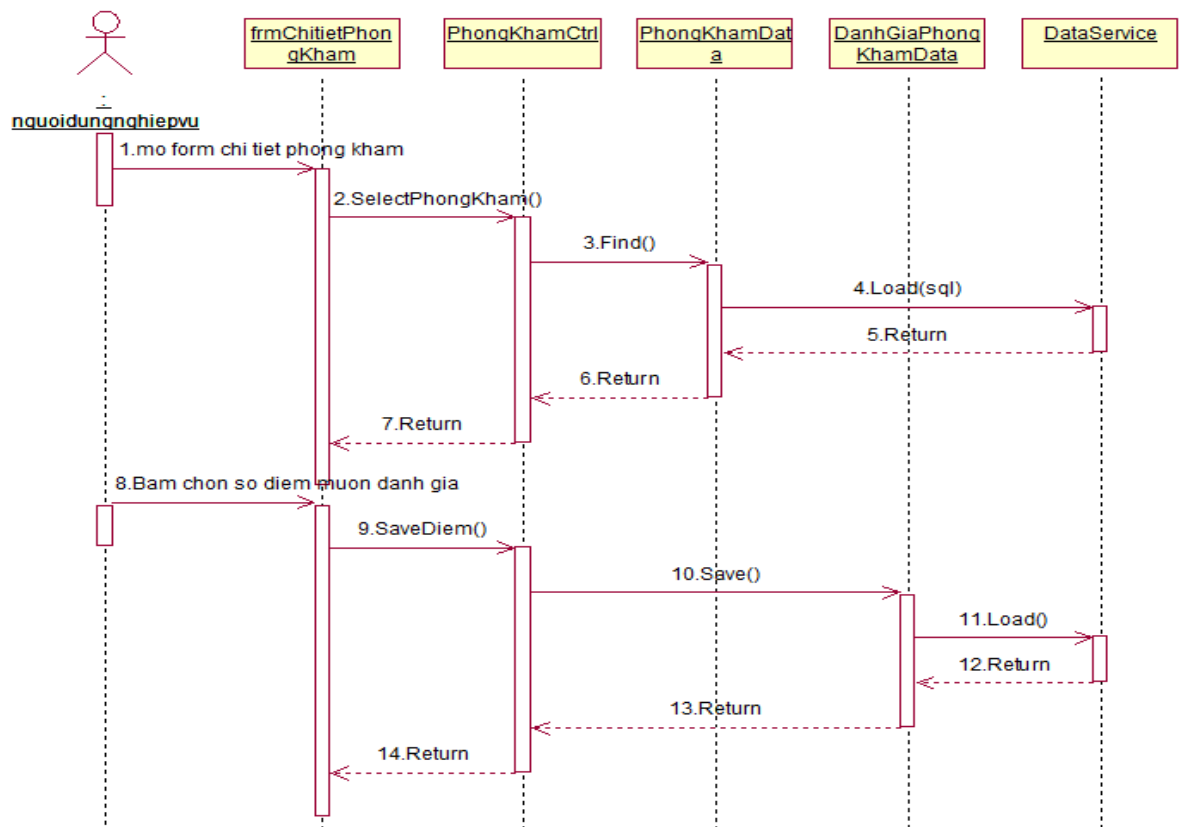 frmChitietPhon
gKham
PhongKhamCtrl
PhongKhamDat
a
DanhGiaPhong
KhamData
DataService
:
nguoidungnghiepvu
1.mo form chi tiet phong kham
2.SelectPhongKham()
3.Find()
4.Load(sql)
5.Return
6.Return
7.Return
8.Bam chon so diem muon danh gia
9.SaveDiem()
10.Save()
11.Load()
12.Return
13.Return
14.Return